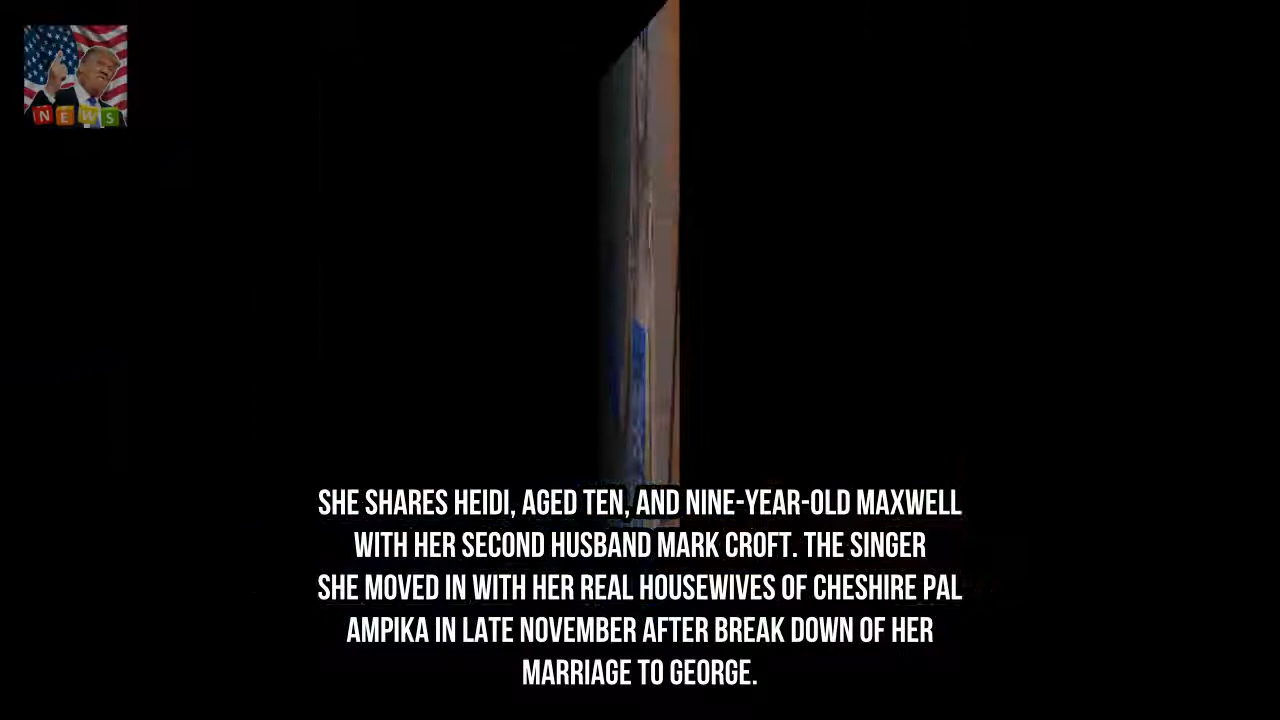 NEWS
SHE SHARES HEIDI, AGED TEN, AND NINE-YEAR-OLD MAXWELL
WITH HER SECOND HUSBAND MARK CROFT. THE SINGER
SHE MOVED IN WITH HER REAL HOUSEWIVES OF CHESHIRE PAL
AMPIKA IN LATE NOVEMBER AFTER BREAK DOWN OF HER
MARRIAGE TO GEORGE.